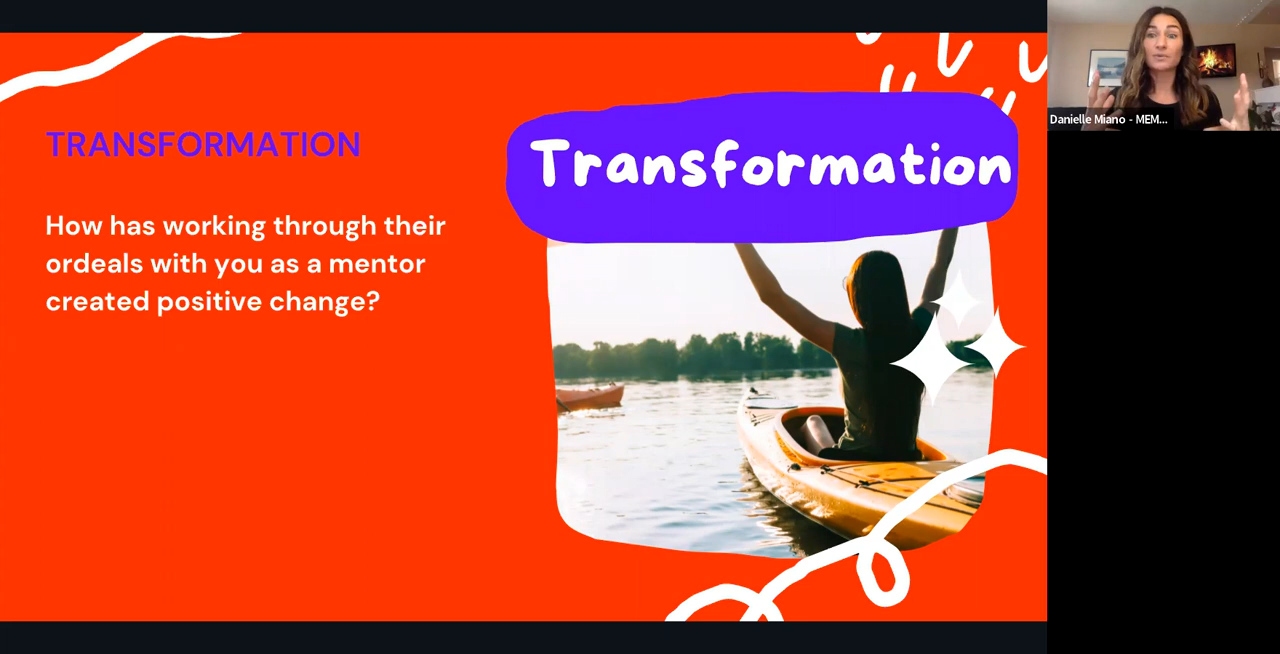 TRANSFORMATION
How has working through their
ordeals with you as a mentor
created positive change?
Transformation
Danielle Miano - MEM...